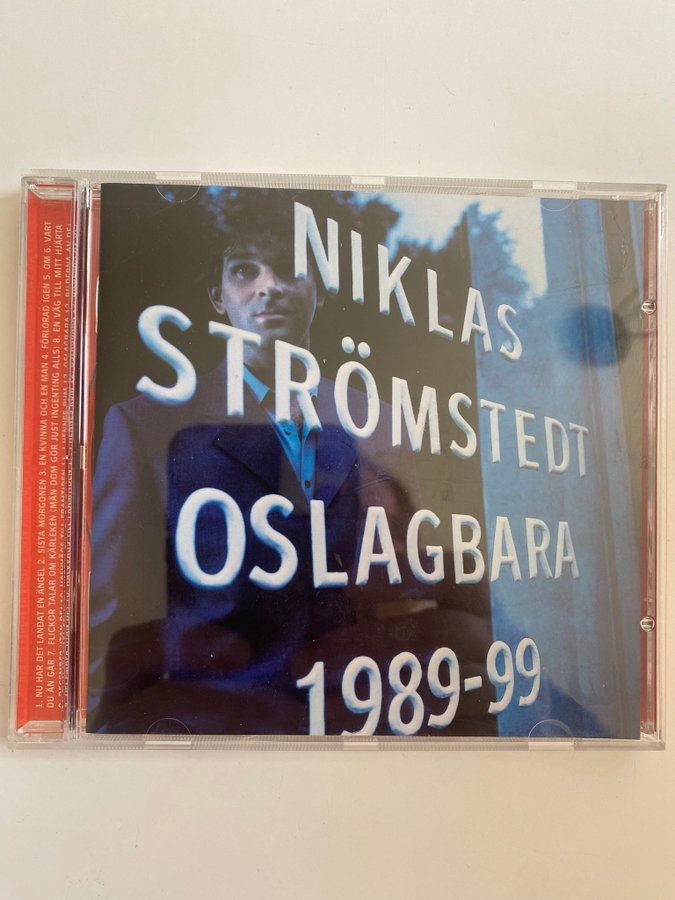 NIKLAS
STRÖMSTEDT
OSLAGBARA
1989-99
1. NU HAR DET LANDAT EN ÄNGEL 2. SISTA MORGONEN 3. EN KVINNA OCH EN MAN 4. FÖRLORAD IGEN 5. OM 6. VART
DU ÄN GÅR 7. FLICKOR TALAR OM KÄRLEKEN (MÄN DOM GÖR JUST INGENTING ALLS) 8. EN VÄG TILL MITT HJÄRTA